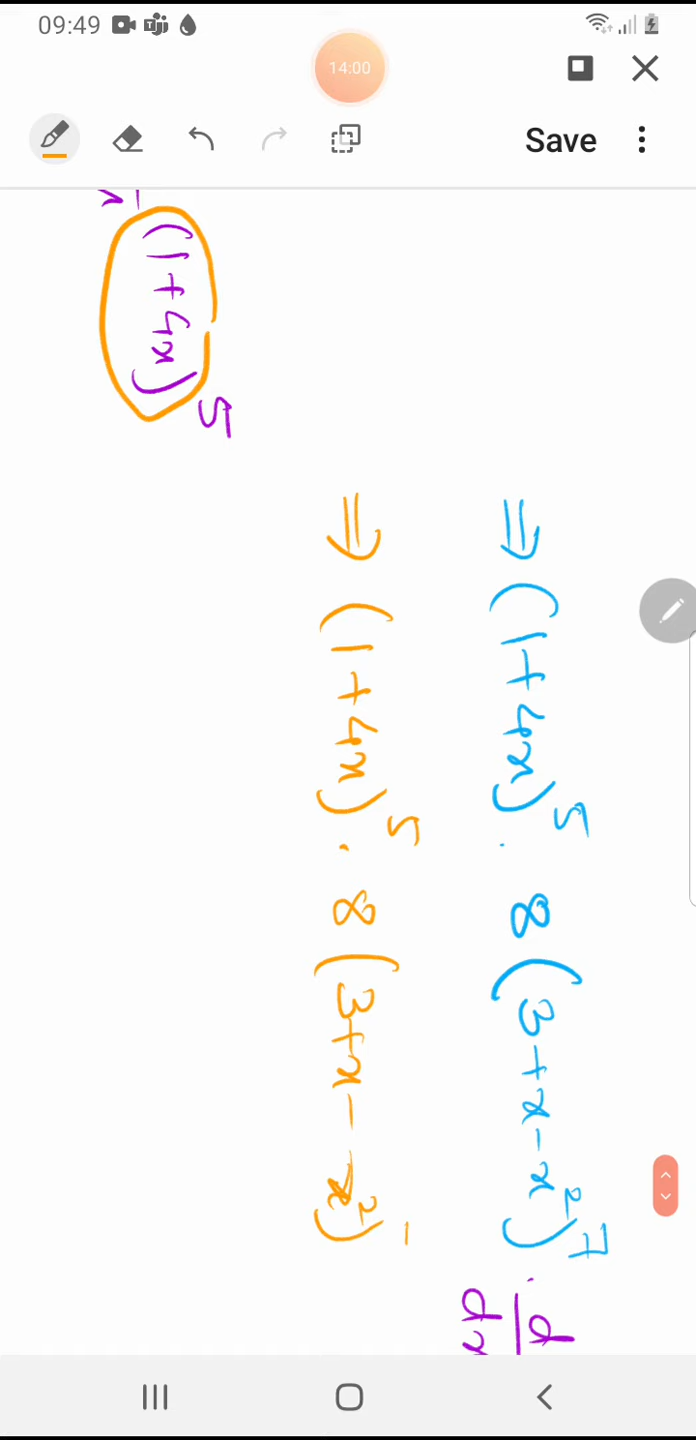 09:49
14:00
Save
⇒ (1+4x)⁵ . 8(3+x-x²)⁷ . d/dx
⇒ (1+4x)⁵ . 8(3+x-x²)
(1+4x)⁵